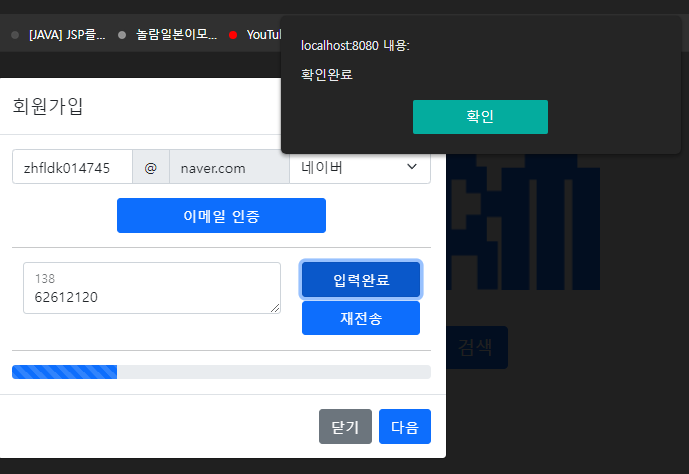 [JAVA] JSP를...
놀람일본이모...
YouTu
localhost:8080 내용:
확인완료
확인
회원가입
zhfldk014745
@
naver.com
네이버
이메일 인증
138
62612120
입력완료
재전송
검색
닫기
다음